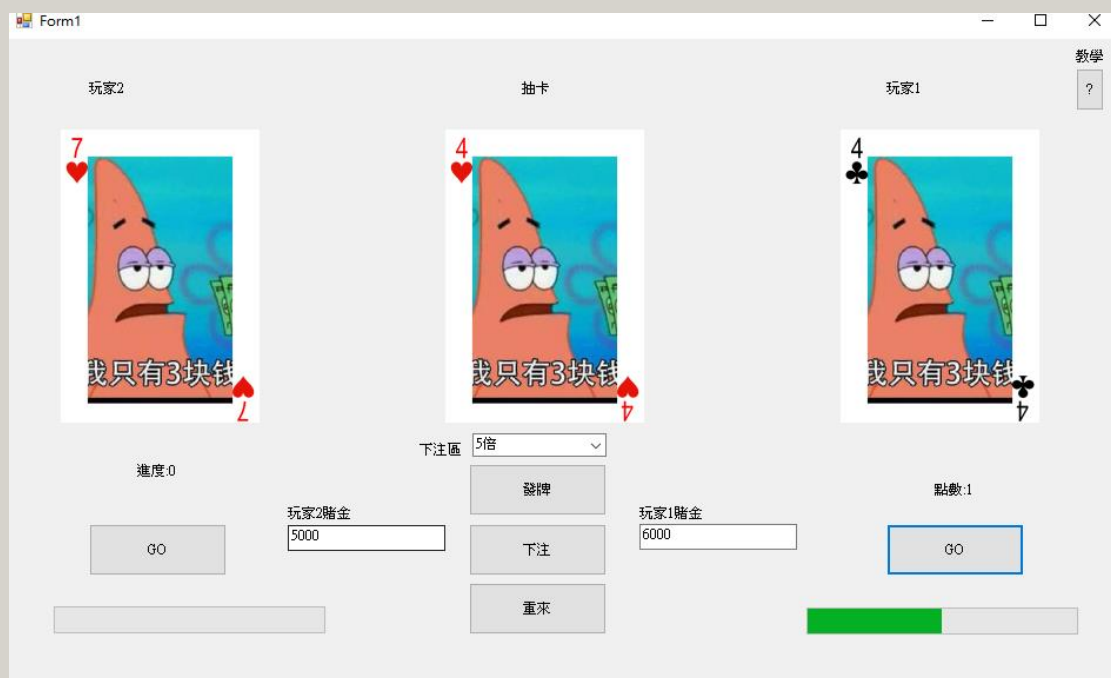 Form1
教學
?
玩家2
抽卡
玩家1
7
4
4
我只有3块钱
我只有3块钱
我只有3块钱
7
4
4
下注區
5倍
進度:0
發牌
點數:1
玩家2賭金
5000
玩家1賭金
6000
GO
下注
GO
重來